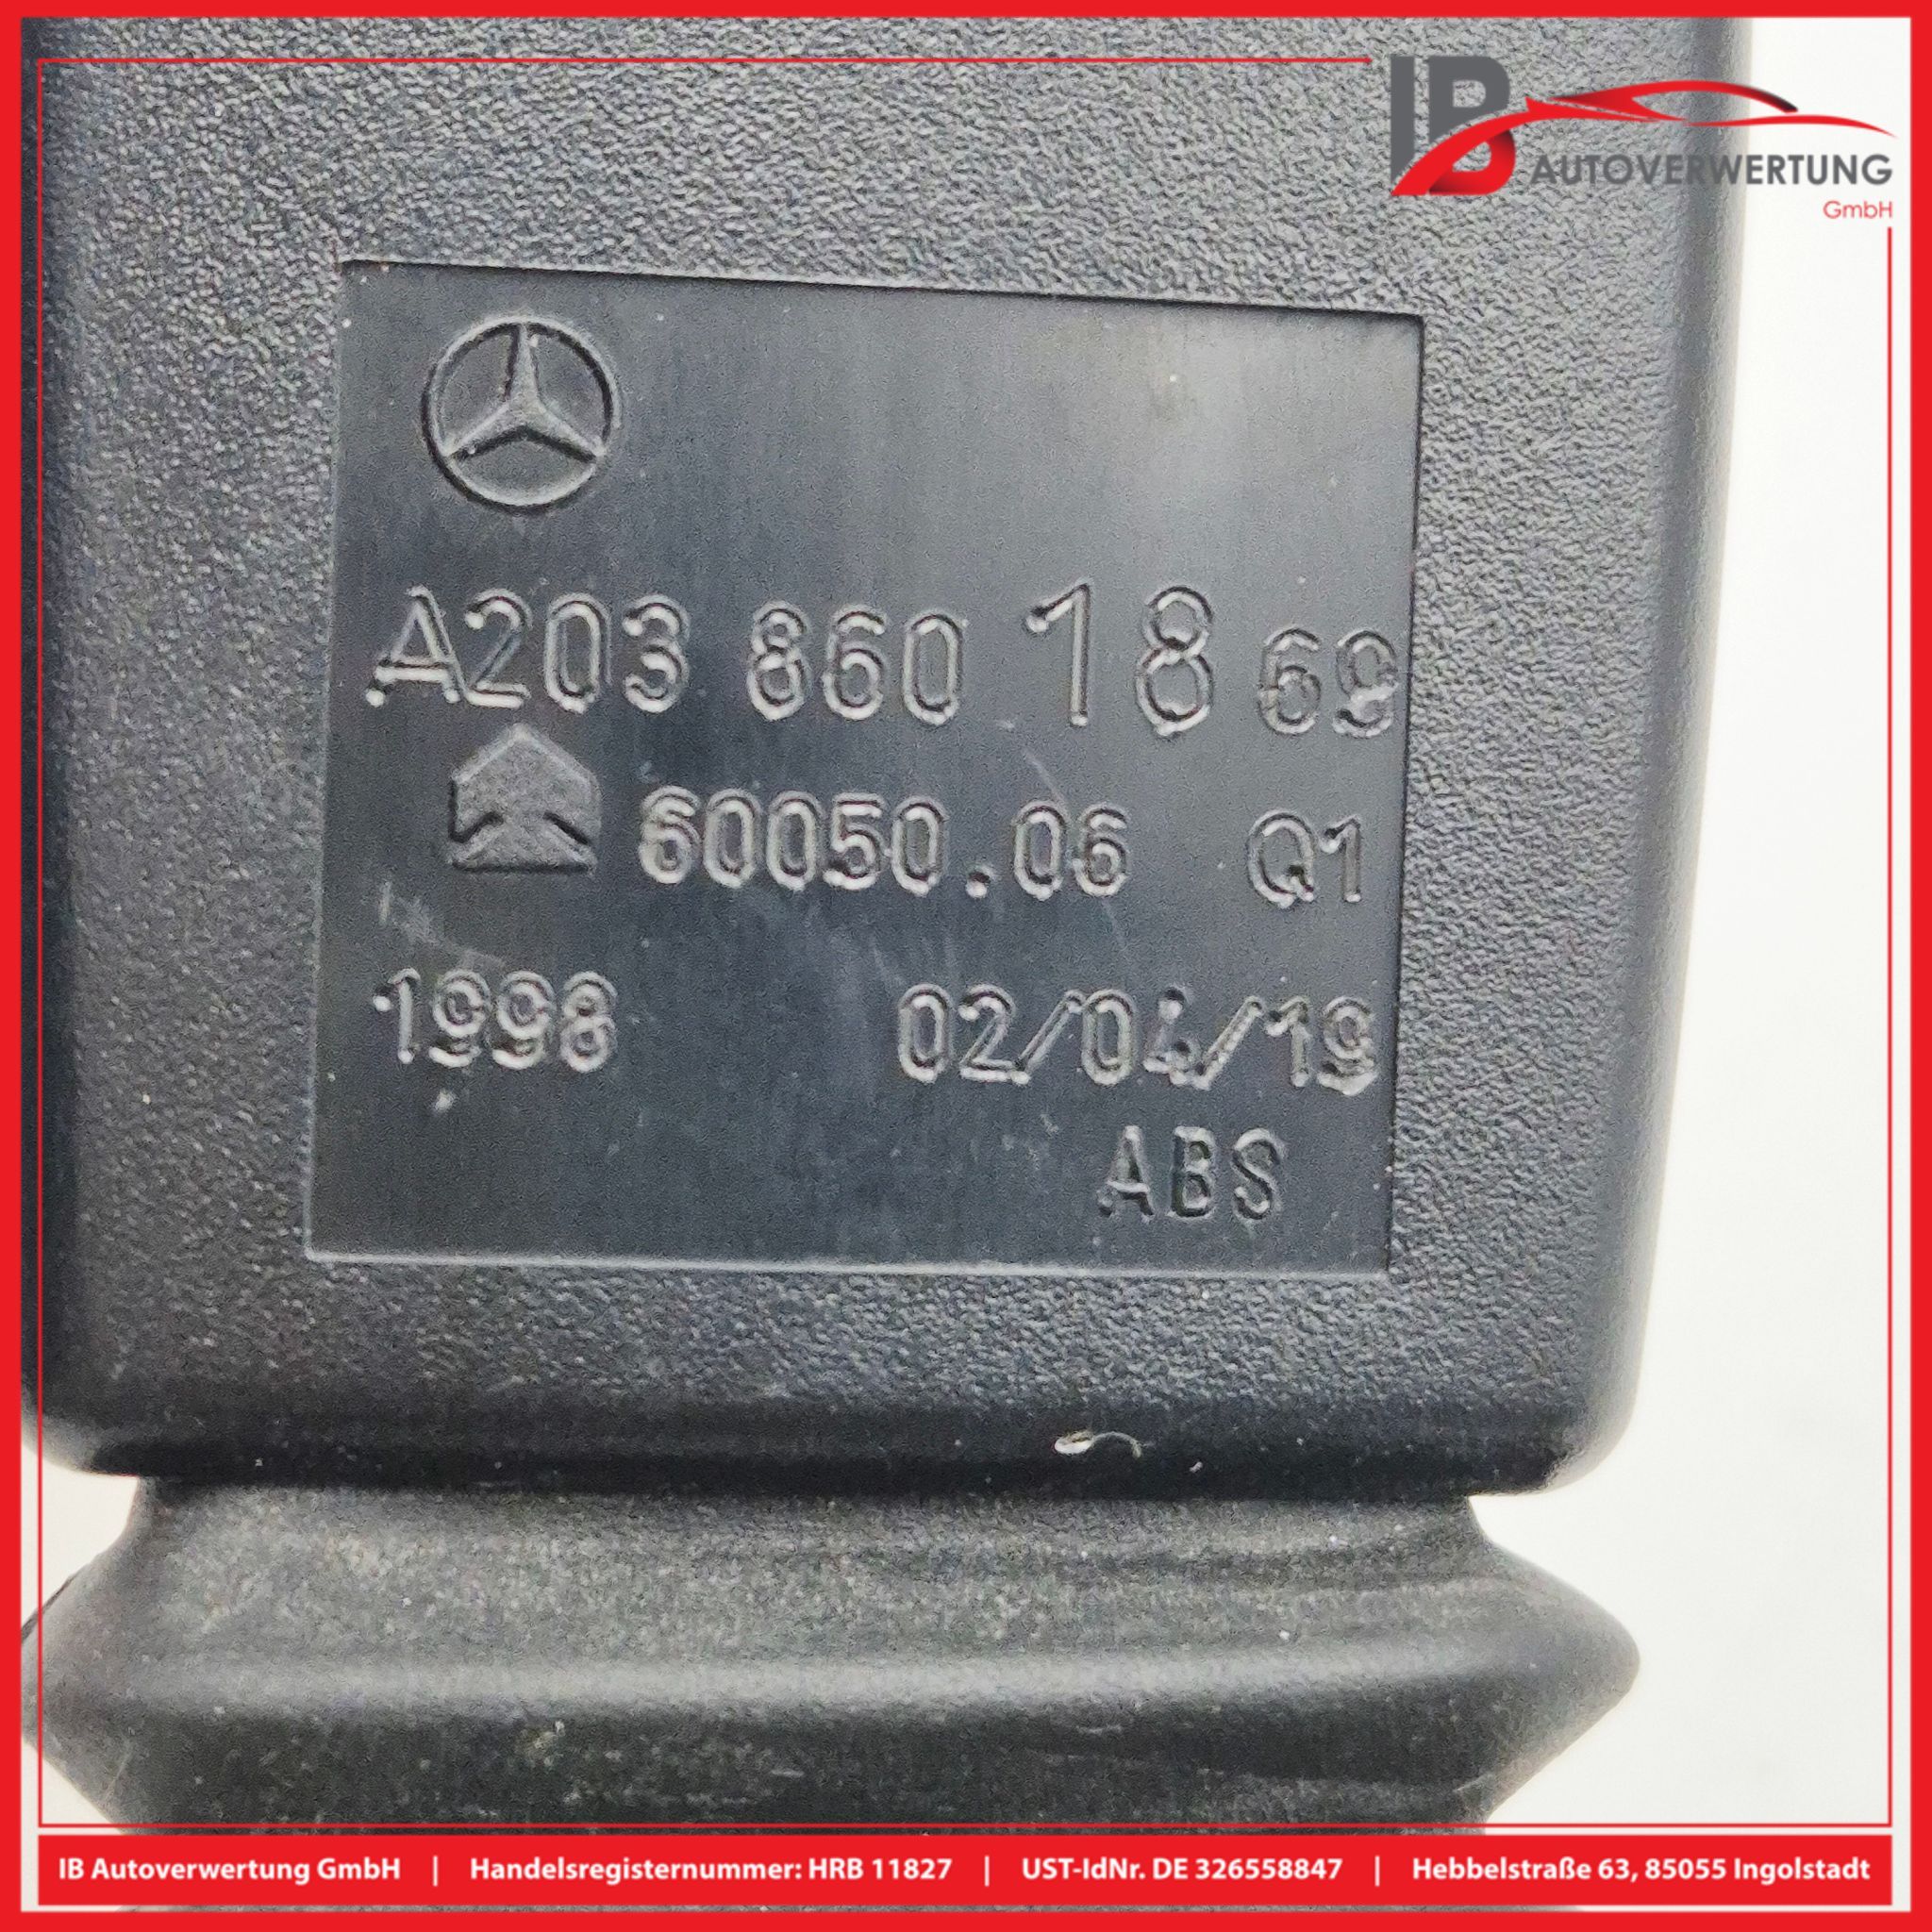 IB
AUTOVERWERTUNG
GmbH
A203 860 18 69
60050.06 Q1
1998 02/04/19
ABS
IB Autoverwertung GmbH | Handelsregisternummer: HRB 11827 | UST-IdNr. DE 326558847 | Hebbelstraße 63, 85055 Ingolstadt